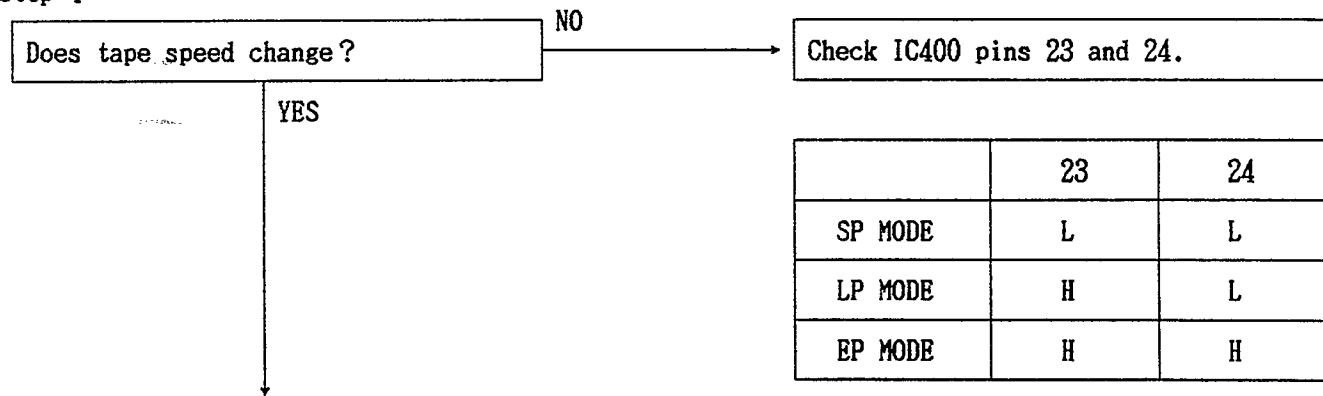 NO
Does tape speed change?
Check IC400 pins 23 and 24.
YES
23 24
SP MODE L L
LP MODE H L
EP MODE H H